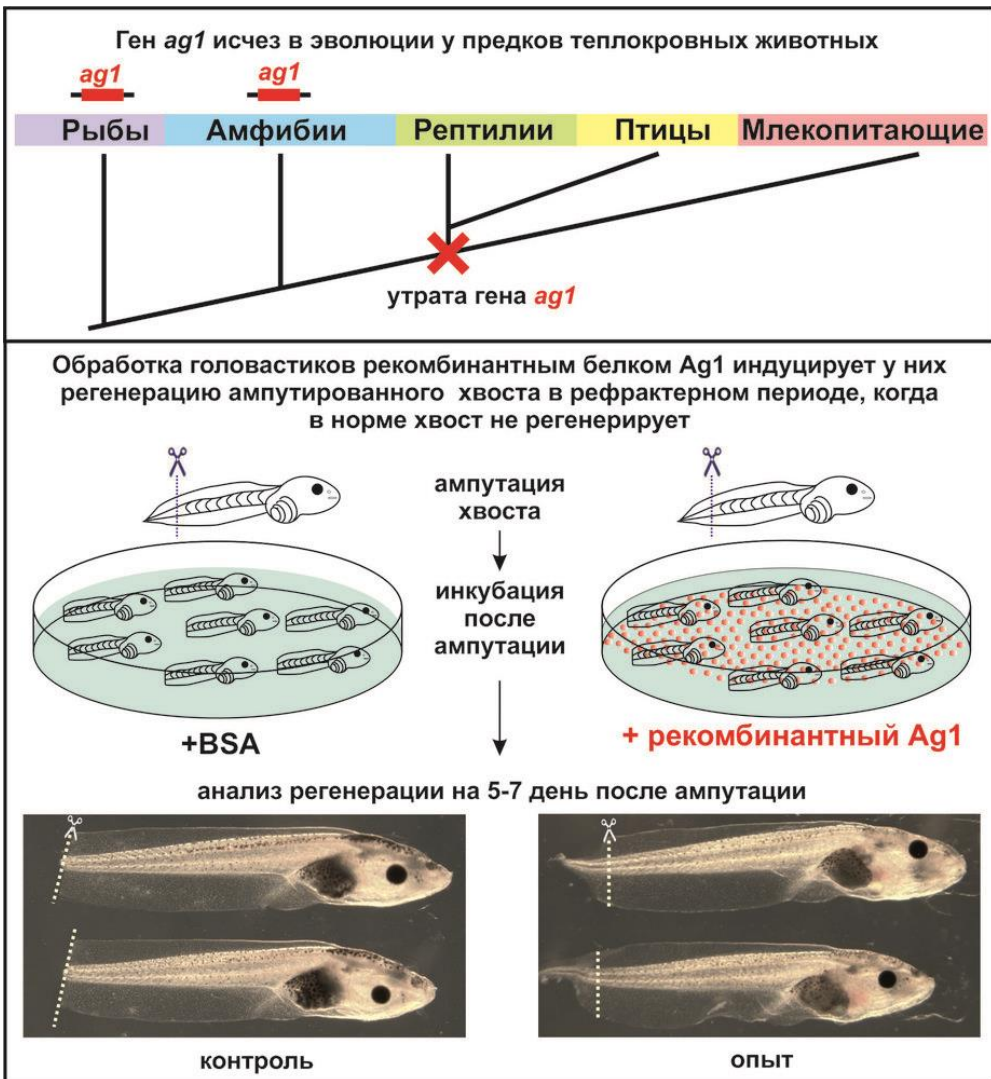 Ген ag1 исчез в эволюции у предков теплокровных животных
ag1 ag1
Рыбы Амфибии Рептилии Птицы Млекопитающие
утрата гена ag1
Обработка головастиков рекомбинантным белком Ag1 индуцирует у них
регенерацию ампутированного хвоста в рефрактерном периоде, когда
в норме хвост не регенерирует
ампутация
хвоста
инкубация
после
ампутации
+BSA
+ рекомбинантный Ag1
анализ регенерации на 5-7 день после ампутации
контроль
опыт